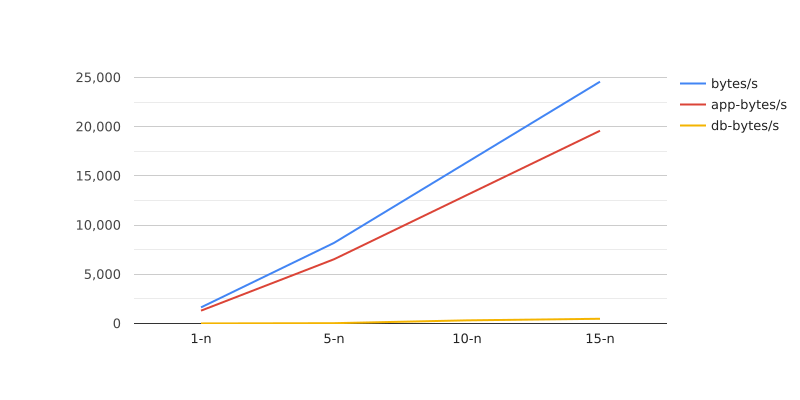 25,000
20,000
15,000
10,000
5,000
0
1-n
5-n
10-n
15-n
bytes/s
app-bytes/s
db-bytes/s